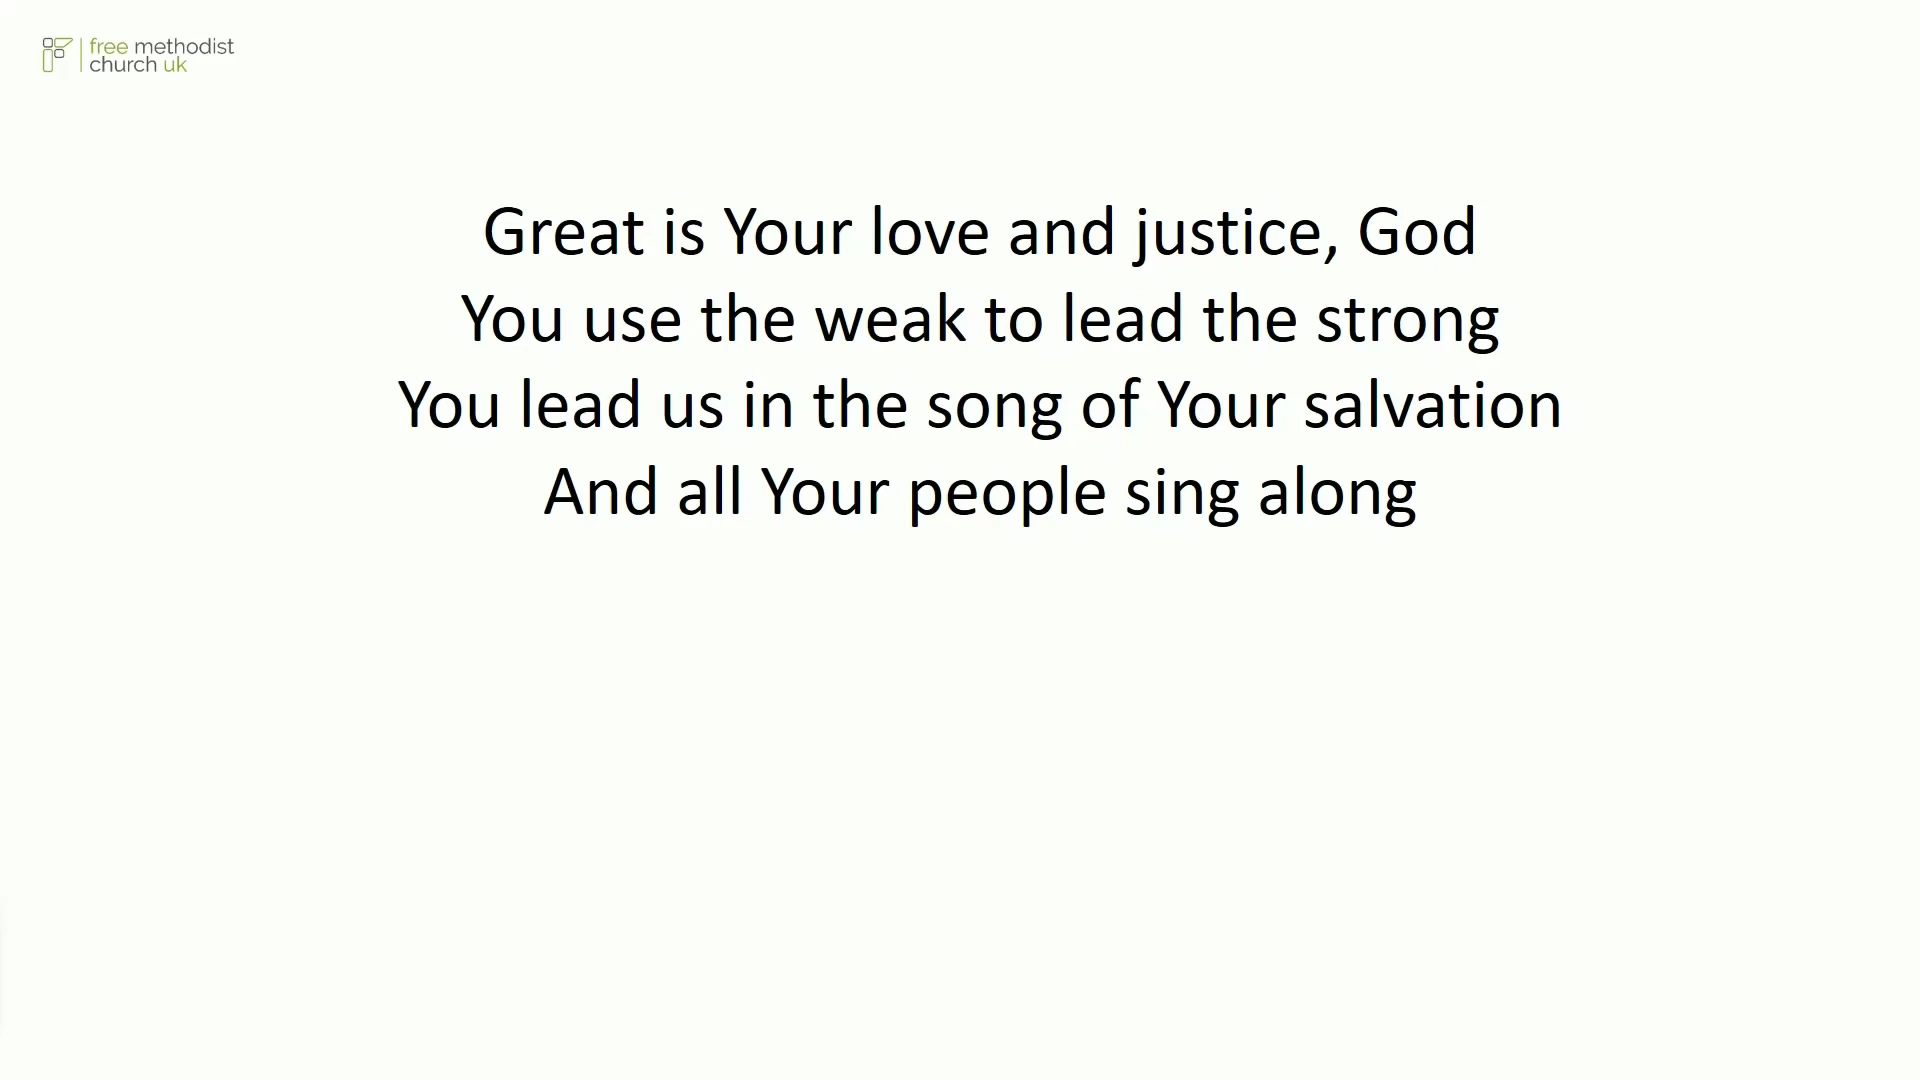 free methodist
church uk
Great is Your love and justice, God
You use the weak to lead the strong
You lead us in the song of Your salvation
And all Your people sing along